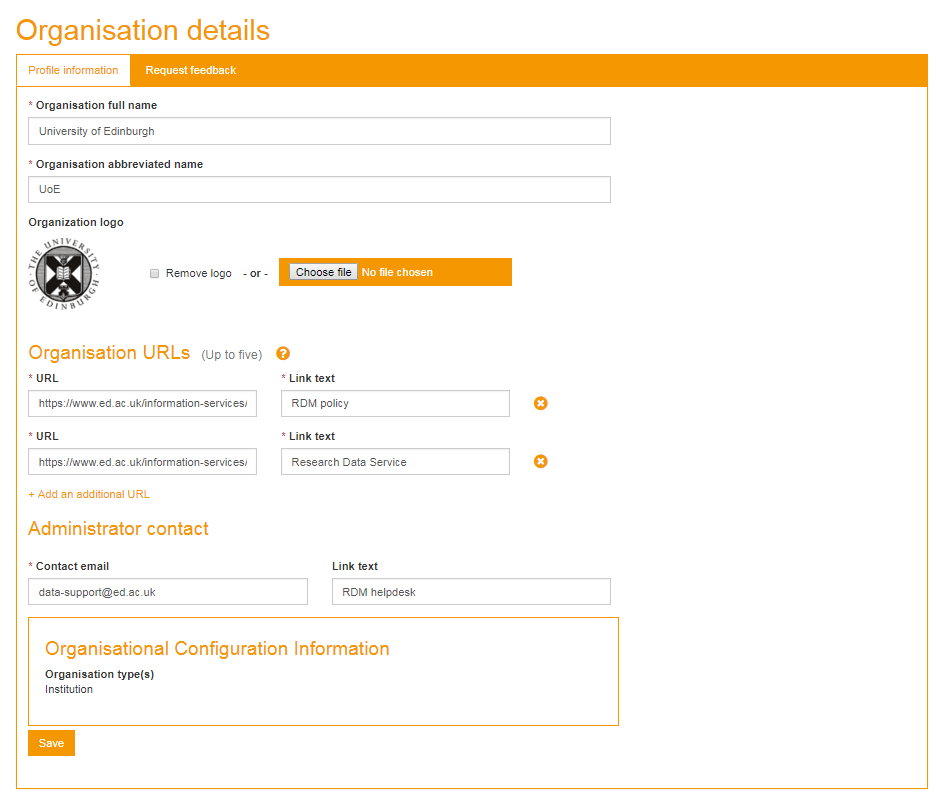 Organisation details
Profile information Request feedback
* Organisation full name
University of Edinburgh
* Organisation abbreviated name
UoE
Organization logo
THE UNIVERSITY OF EDINBURGH
Remove logo - or - Choose file No file chosen
Organisation URLs (Up to five) ?
* URL * Link text
https://www.ed.ac.uk/information-services/ RDM policy
* URL * Link text
https://www.ed.ac.uk/information-services/ Research Data Service
+ Add an additional URL
Administrator contact
* Contact email Link text
data-support@ed.ac.uk RDM helpdesk
Organisational Configuration Information
Organisation type(s)
Institution
Save